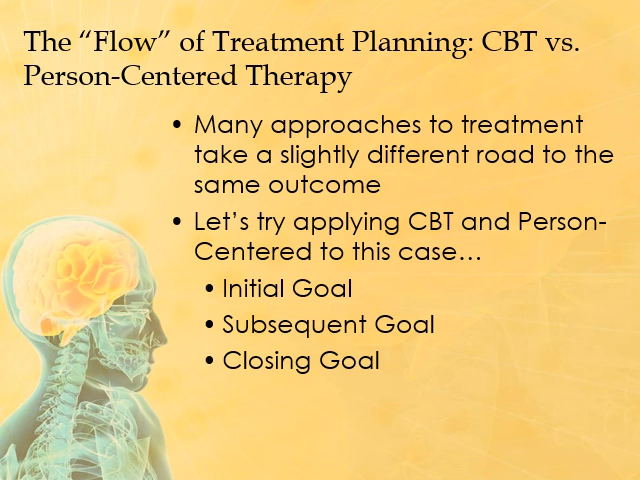 The “Flow” of Treatment Planning: CBT vs.
Person-Centered Therapy
• Many approaches to treatment
take a slightly different road to the
same outcome
• Let’s try applying CBT and Person-
Centered to this case…
• Initial Goal
• Subsequent Goal
• Closing Goal